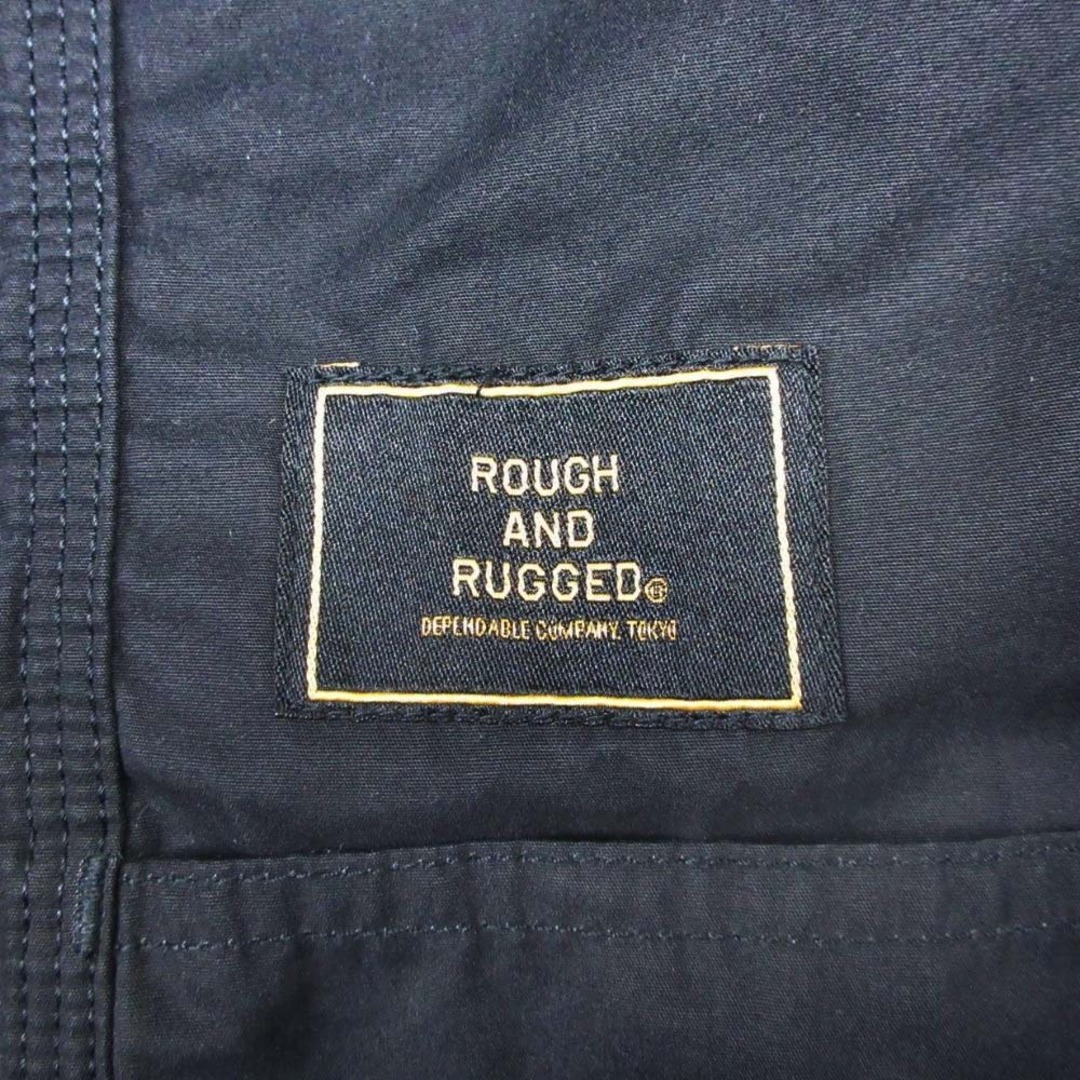 ROUGH
AND
RUGGED
DEPENDABLE COMPANY. TOKYO